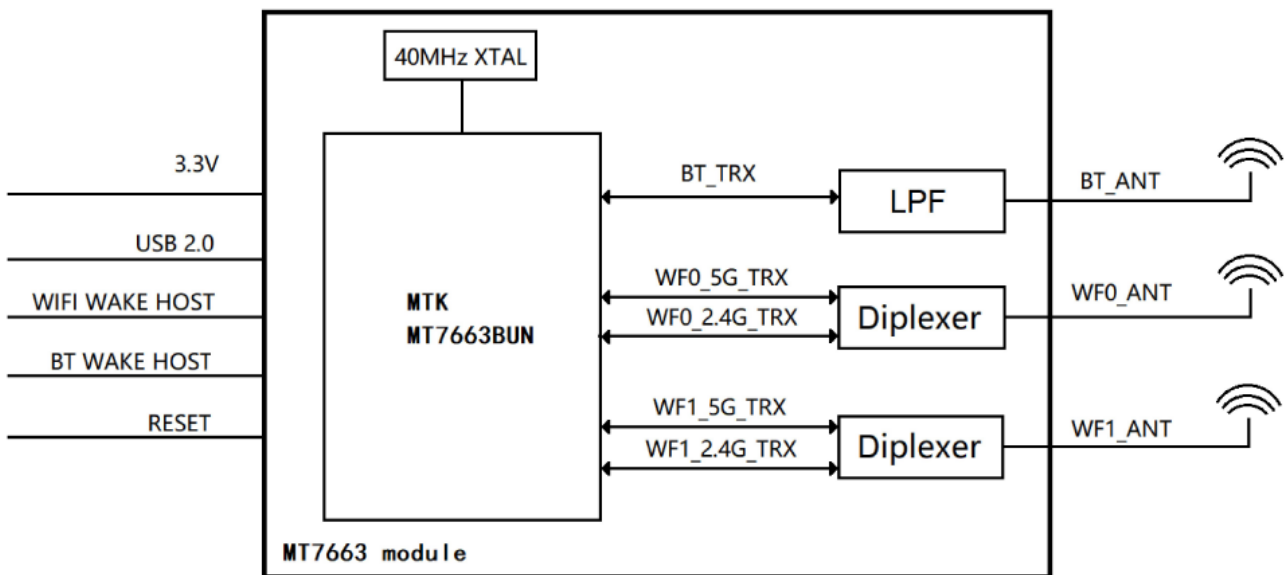 40MHz XTAL
3.3V
USB 2.0
WIFI WAKE HOST
BT WAKE HOST
RESET
MTK
MT7663BUN
BT_TRX
LPF
BT_ANT
WF0_5G_TRX
WF0_2.4G_TRX
Diplexer
WF0_ANT
WF1_5G_TRX
WF1_2.4G_TRX
Diplexer
WF1_ANT
MT7663 module